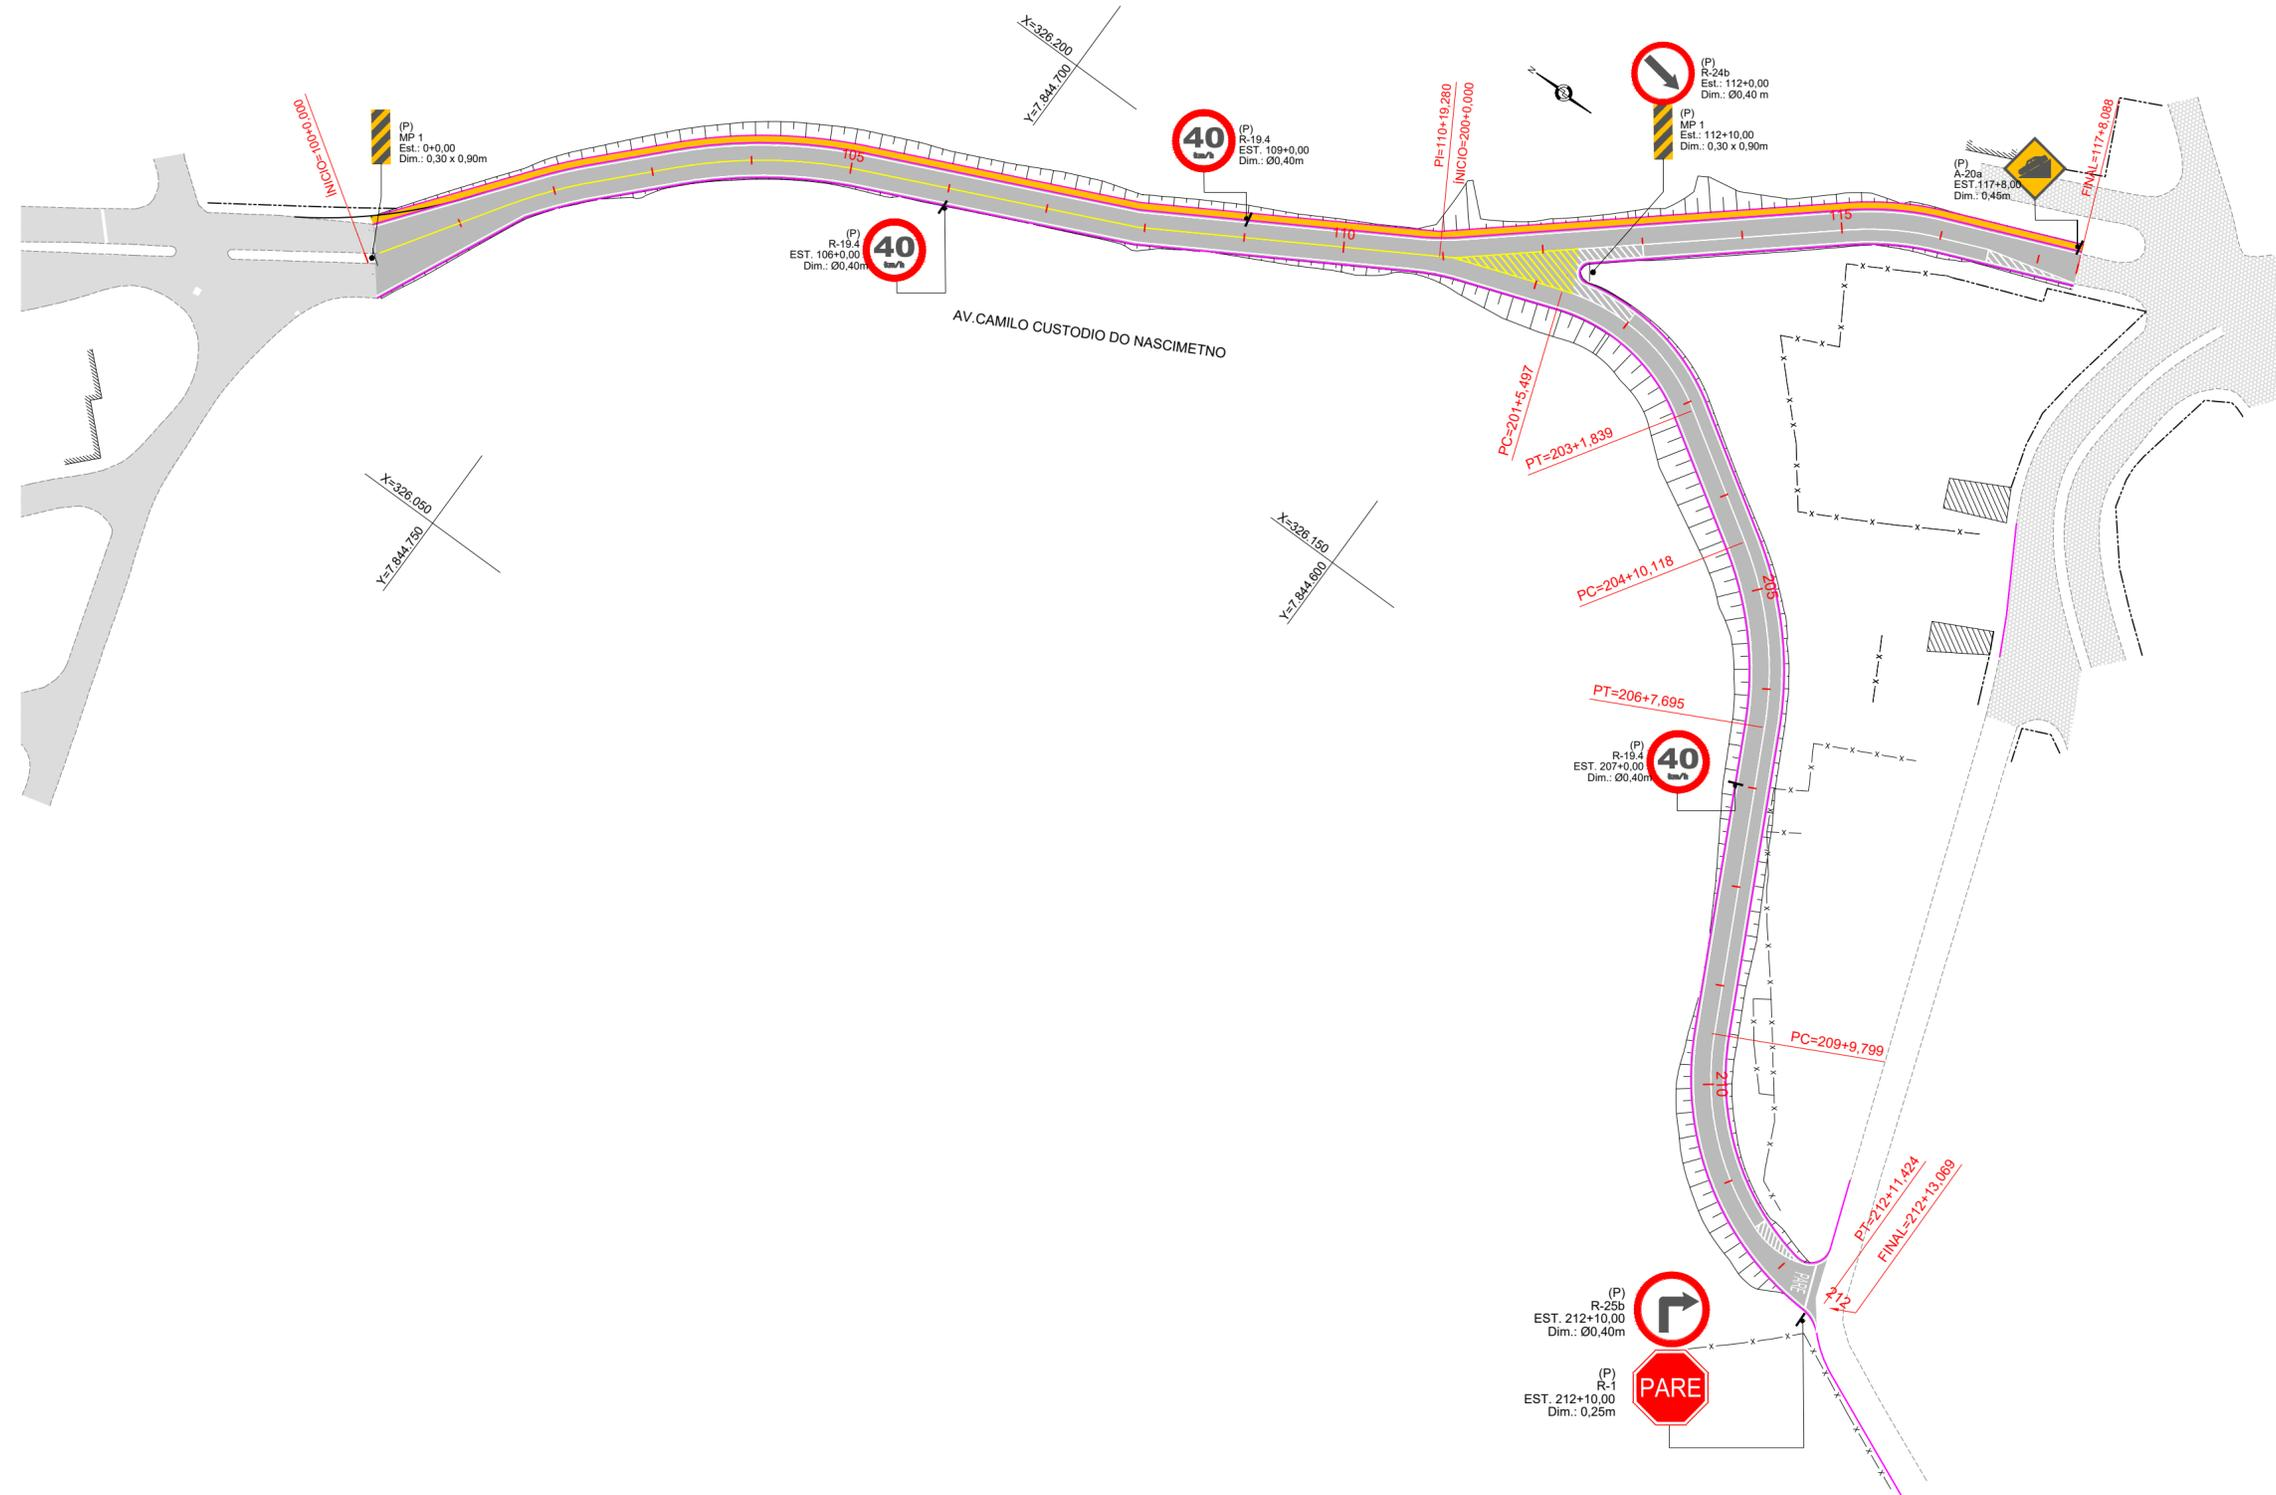 X=326.200
Y=7.844.700
INÍCIO=100+0,000
(P)
MP 1
Est.: 0+0,00
Dim.: 0,30 x 0,90m
105
40
km/h
(P)
R-19.4
EST. 109+0,00
Dim.: Ø0,40m
PI=110+19,280
ÍNICIO=200+0,000
N
(P)
R-24b
Est.: 112+0,00
Dim.: Ø0,40 m
(P)
MP 1
Est.: 112+10,00
Dim.: 0,30 x 0,90m
(P)
A-20a
EST.117+8,00
Dim.: 0,45m
FINAL=117+8,088
115
110
(P)
R-19.4
EST. 106+0,00
Dim.: Ø0,40m
40
km/h
AV.CAMILO CUSTODIO DO NASCIMETNO
PC=201+5,497
PT=203+1,839
X=326.050
Y=7.844.750
X=326.150
Y=7.844.600
PC=204+10,118
205
PT=206+7,695
(P)
R-19.4
EST. 207+0,00
Dim.: Ø0,40m
40
km/h
PC=209+9,799
210
PT=212+11,424
FINAL=212+13,069
212
PARE
(P)
R-25b
EST. 212+10,00
Dim.: Ø0,40m
(P)
R-1
EST. 212+10,00
Dim.: 0,25m
PARE